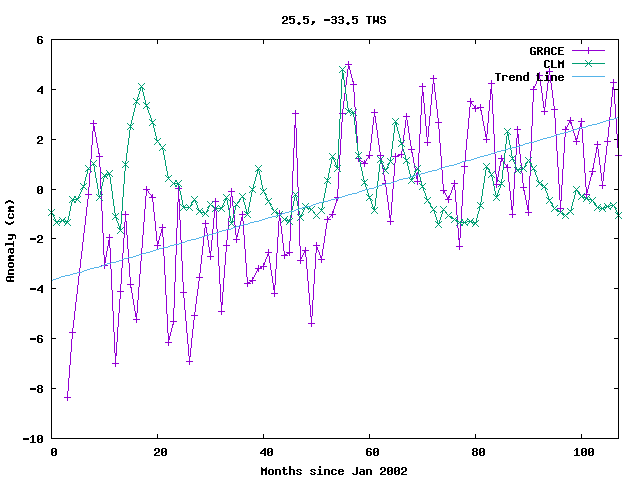 25.5, -33.5 TWS
GRACE
CLM
Trend Line
6
4
2
0
-2
-4
-6
-8
-10
Anomaly (cm)
0 20 40 60 80 100
Months since Jan 2002